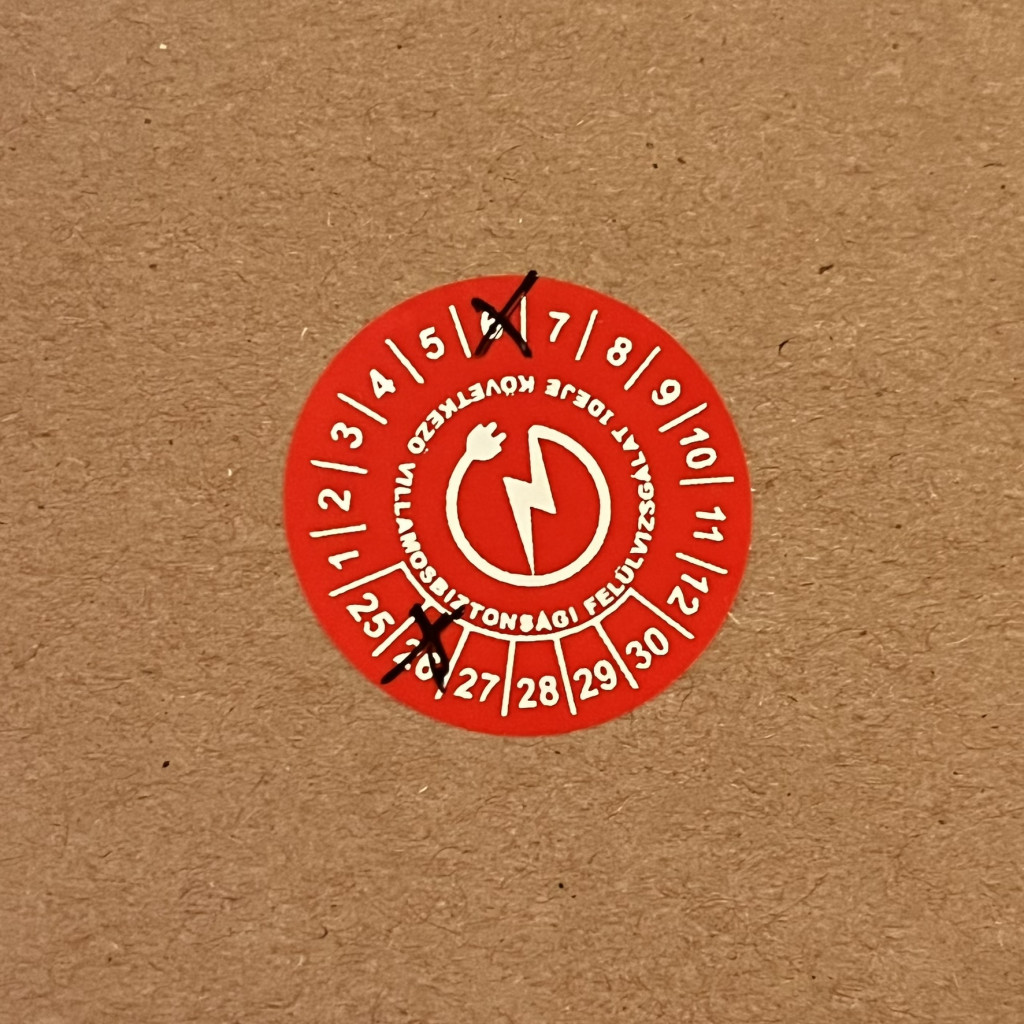 1 2 3 4 5 6 7 8 9 10 11 12
25 26 27 28 29 30
KÖVETKEZŐ VILLAMOSBIZTONSÁGI FELÜLVIZSGÁLAT IDEJE